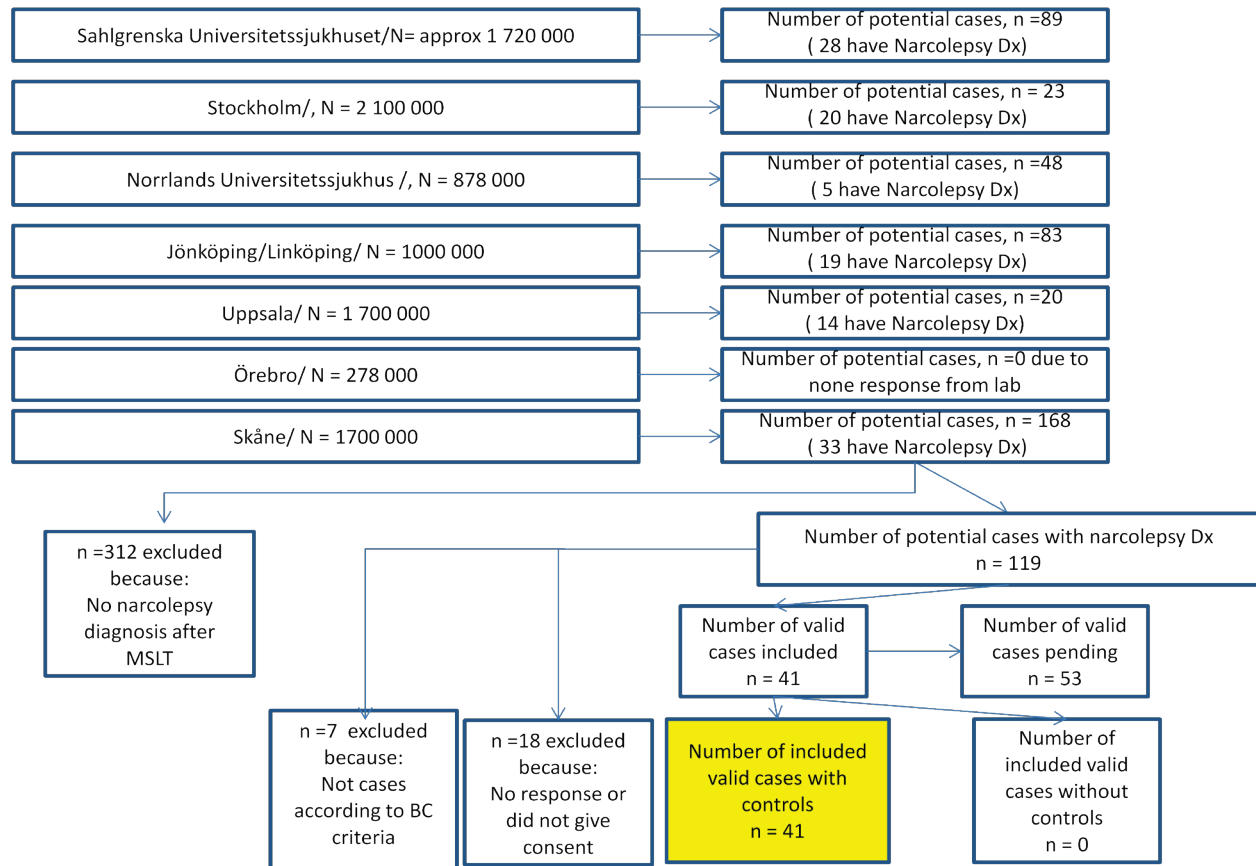 Sahlgrenska Universitetssjukhuset/N= approx 1 720 000
Number of potential cases, n =89
( 28 have Narcolepsy Dx)
Stockholm/, N = 2 100 000
Number of potential cases, n = 23
( 20 have Narcolepsy Dx)
Norrlands Universitetssjukhus /, N = 878 000
Number of potential cases, n =48
( 5 have Narcolepsy Dx)
Jönköping/Linköping/ N = 1000 000
Number of potential cases, n =83
( 19 have Narcolepsy Dx)
Uppsala/ N = 1 700 000
Number of potential cases, n =20
( 14 have Narcolepsy Dx)
Örebro/ N = 278 000
Number of potential cases, n =0 due to
none response from lab
Skåne/ N = 1700 000
Number of potential cases, n = 168
( 33 have Narcolepsy Dx)
n =312 excluded
because:
No narcolepsy
diagnosis after
MSLT
Number of potential cases with narcolepsy Dx
n = 119
Number of valid
cases included
n = 41
Number of valid
cases pending
n = 53
n =7 excluded
because:
Not cases
according to BC
criteria
n =18 excluded
because:
No response or
did not give
consent
Number of included
valid cases with
controls
n = 41
Number of
included valid
cases without
controls
n = 0